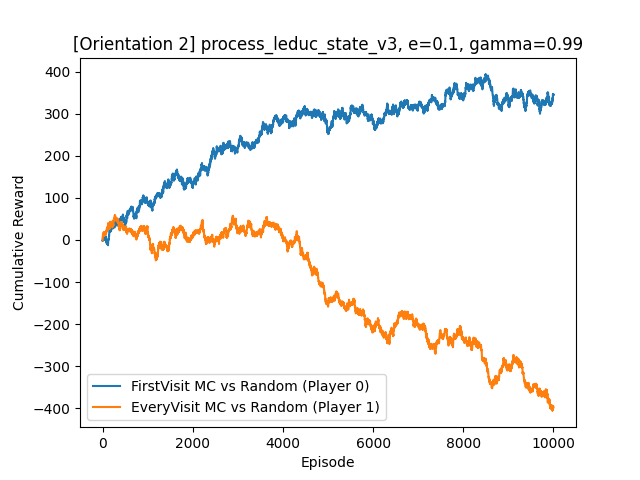 [Orientation 2] process_leduc_state_v3, e=0.1, gamma=0.99
400
300
200
100
0
−100
−200
−300
−400
Cumulative Reward
FirstVisit MC vs Random (Player 0)
EveryVisit MC vs Random (Player 1)
0 2000 4000 6000 8000 10000
Episode